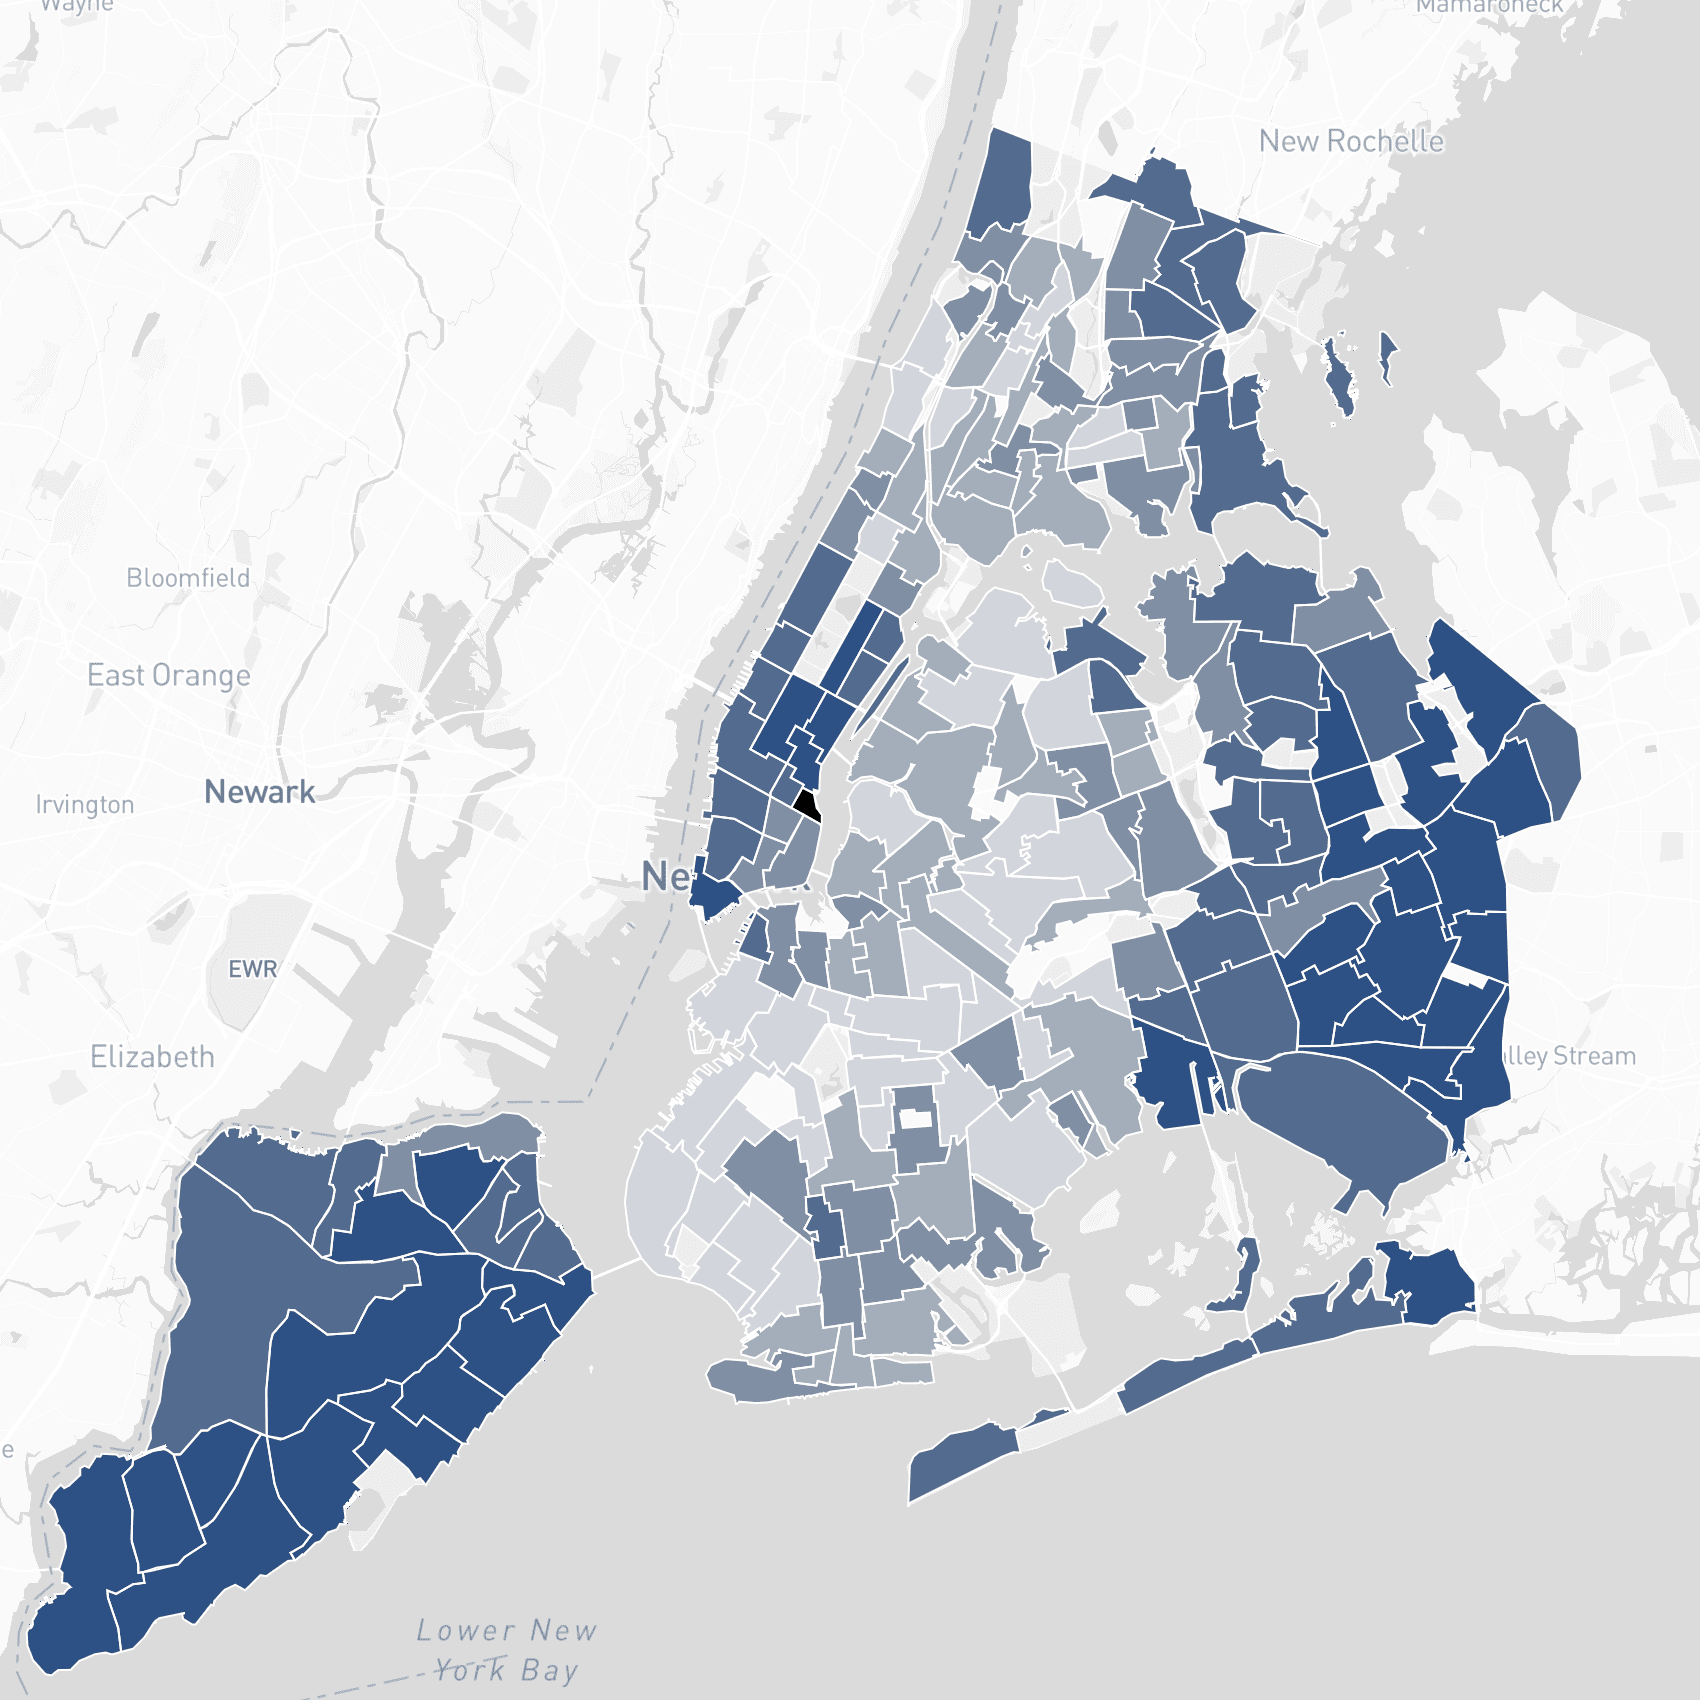 Wayne
Mamaroneck
New Rochelle
Bloomfield
East Orange
Newark
Irvington
Ne
k
EWR
Elizabeth
lley Stream
e
Lower New
York Bay